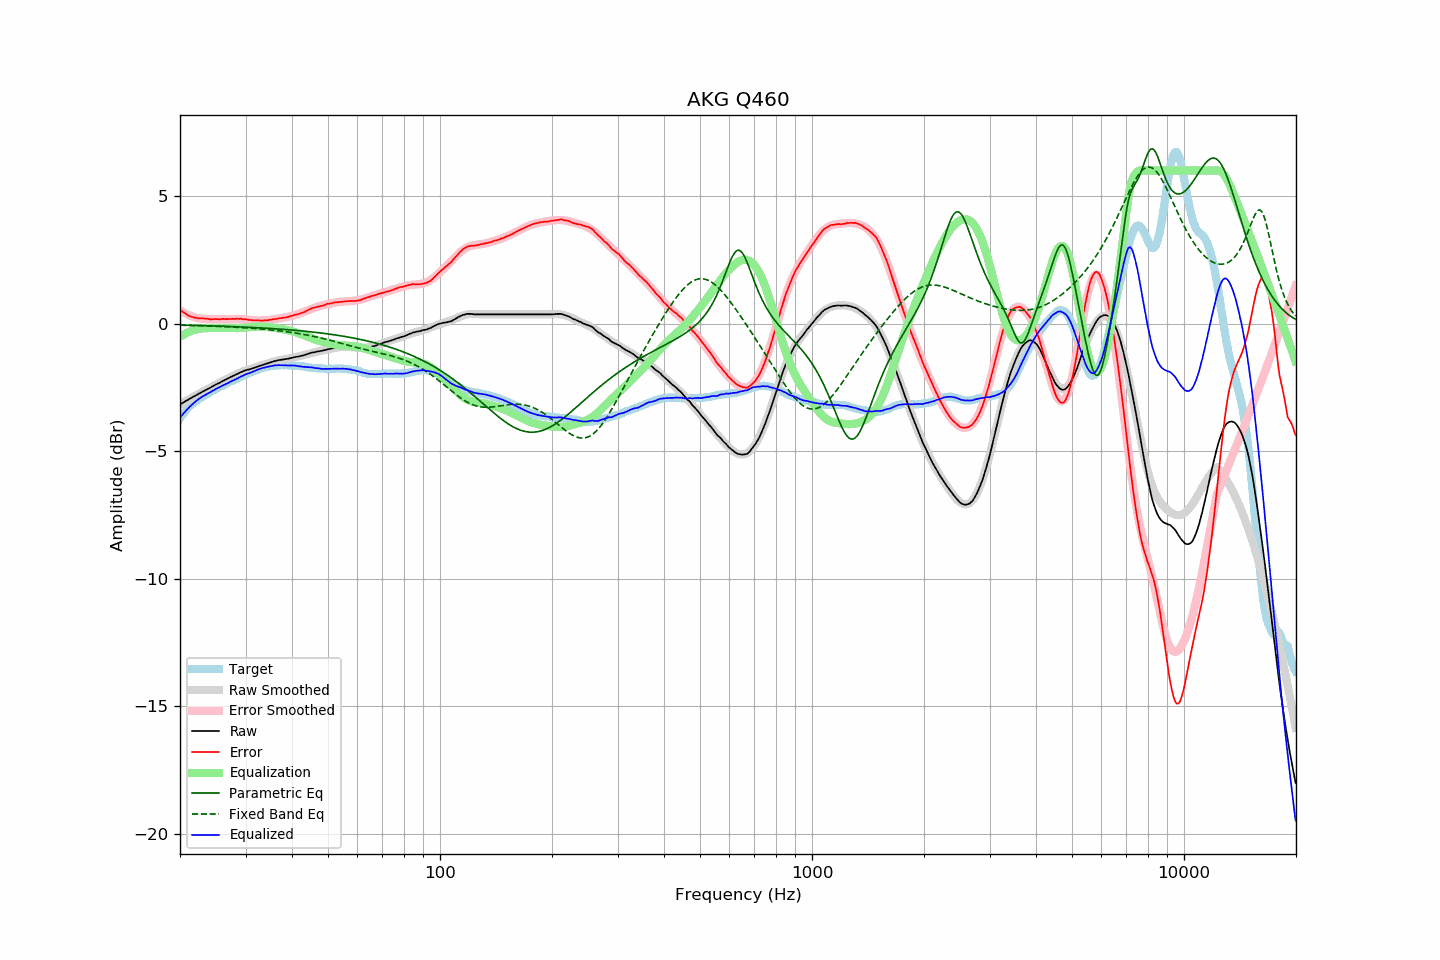 AKG Q460
Amplitude (dBr)
5
0
−5
−10
−15
−20
Target
Raw Smoothed
Error Smoothed
Raw
Error
Equalization
Parametric Eq
Fixed Band Eq
Equalized
100
1000
10000
Frequency (Hz)